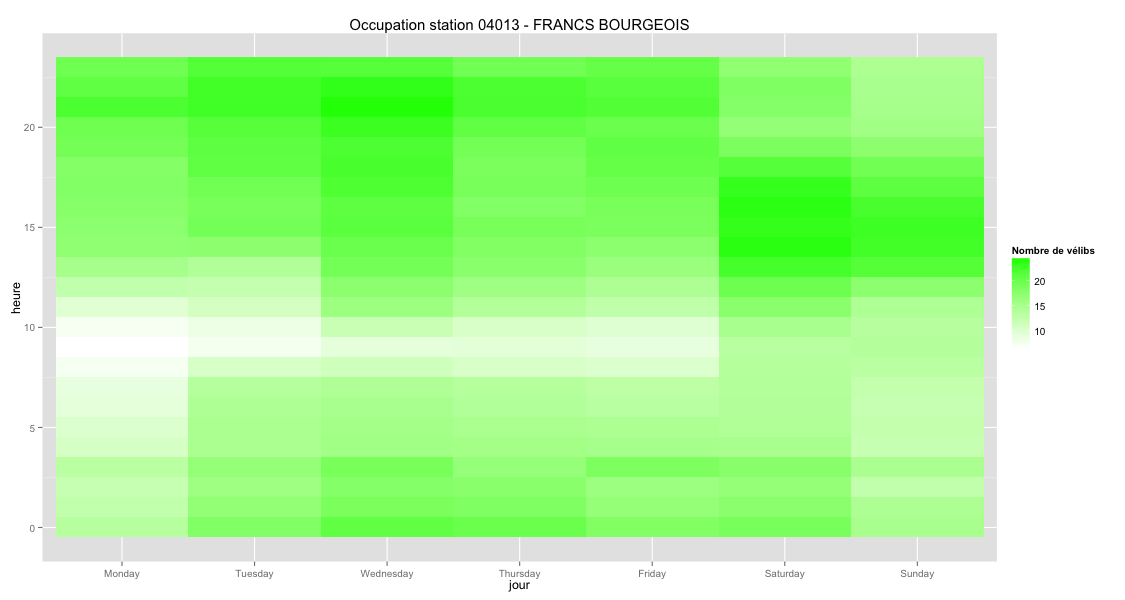 Occupation station 04013 - FRANCS BOURGEOIS
heure
20
15
10
5
0
Monday Tuesday Wednesday Thursday Friday Saturday Sunday
jour
Nombre de vélibs
20
15
10